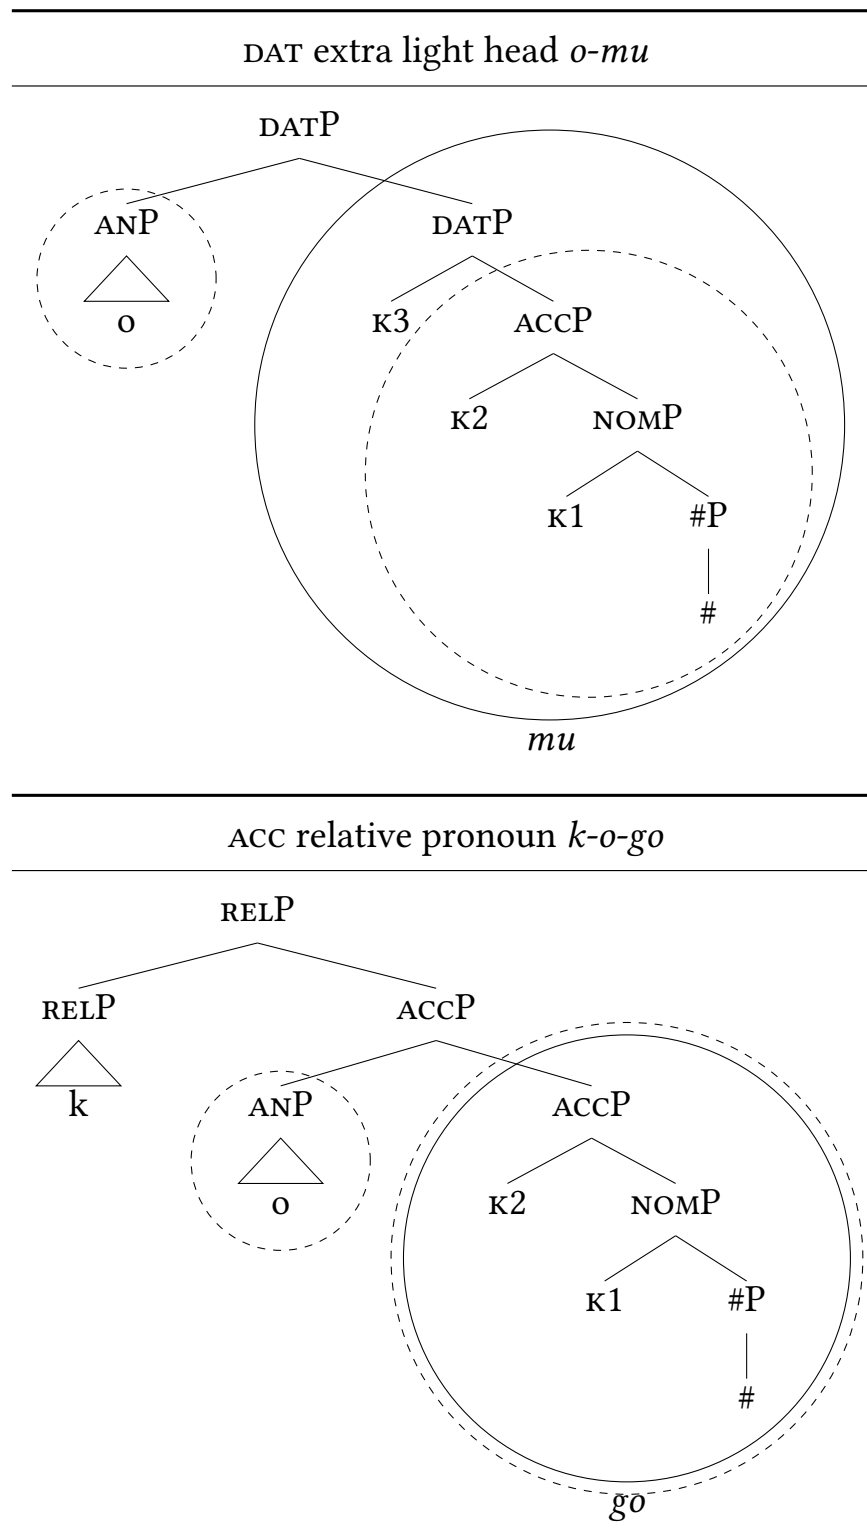 DAT extra light head o-mu
DATP
ANP DATP
o K3 ACCP
K2 NOMP
K1 #P
#
mu
ACC relative pronoun k-o-go
RELP
RELP ACCP
k ANP ACCP
o K2 NOMP
K1 #P
#
go